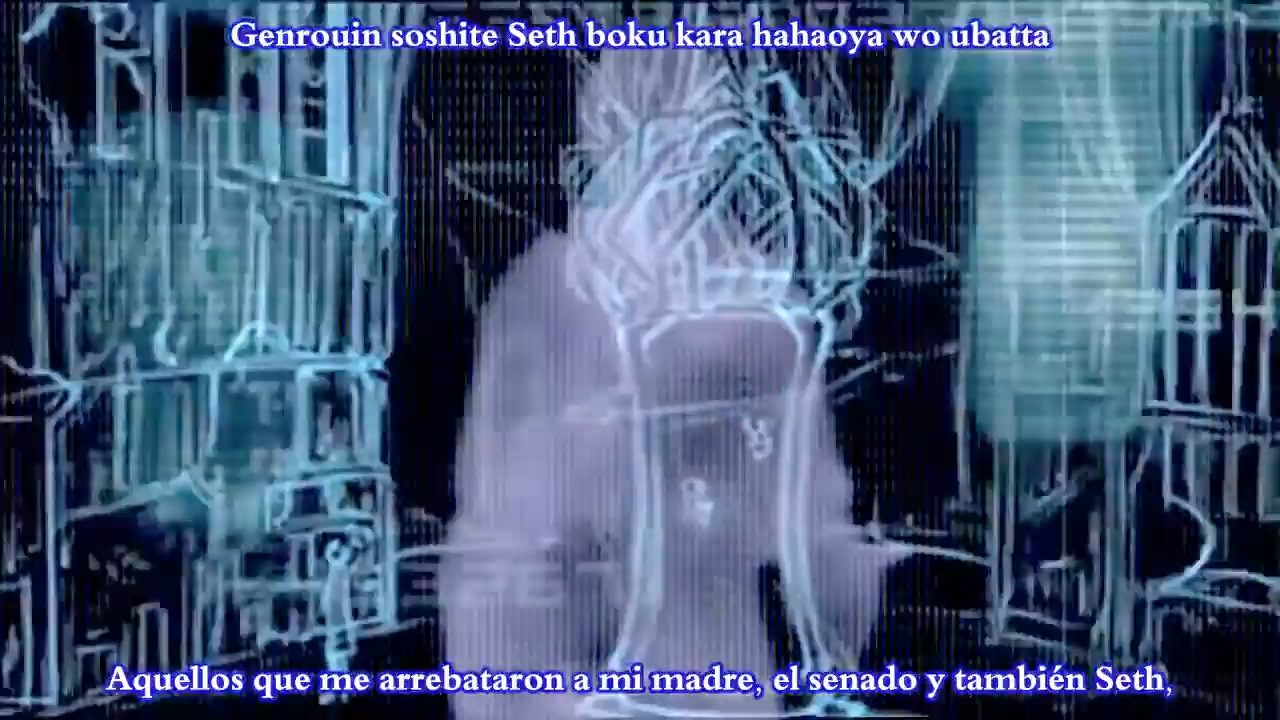 Genrouin soshite Seth boku kara hahaoya wo ubatta
Aquellos que me arrebataron a mi madre, el senado y también Seth,